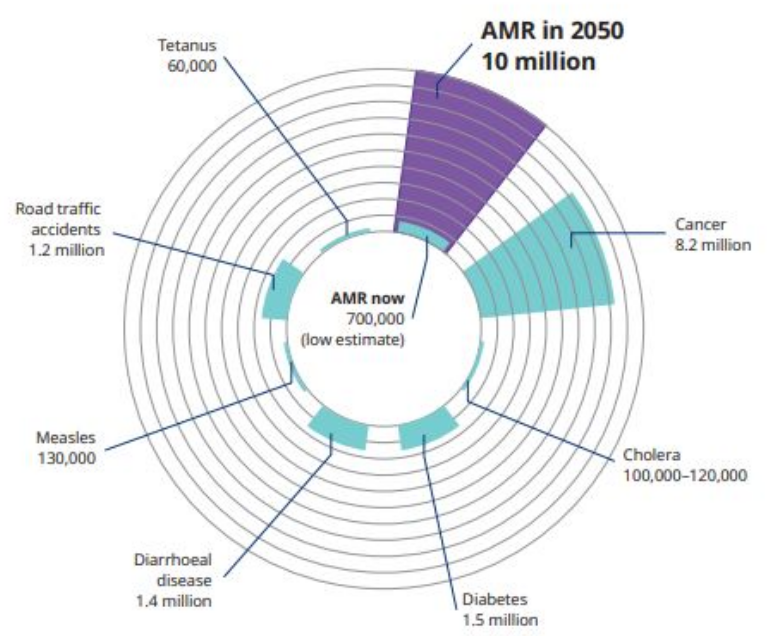 AMR in 2050
10 million
Tetanus
60,000
Road traffic
accidents
1.2 million
Cancer
8.2 million
AMR now
700,000
(low estimate)
Measles
130,000
Cholera
100,000–120,000
Diarrhoeal
disease
1.4 million
Diabetes
1.5 million